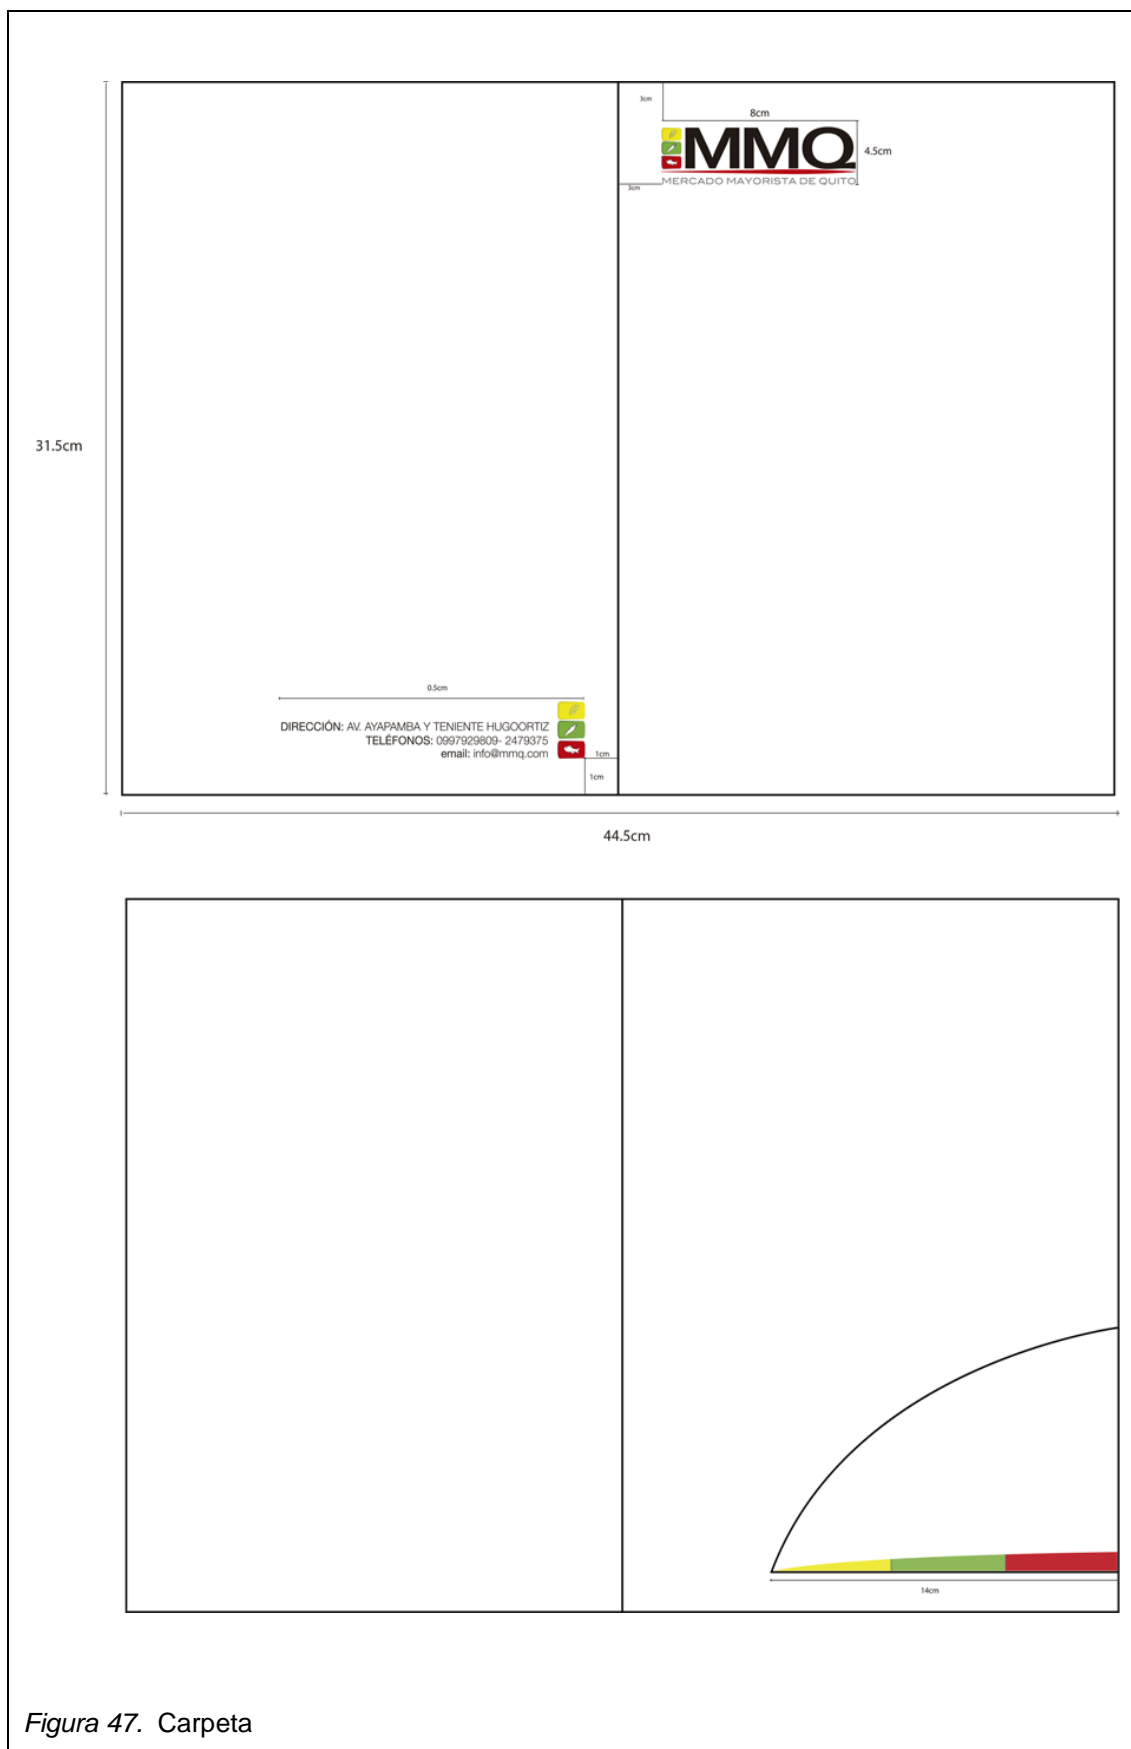 3cm
8cm
MMQ
4.5cm
MERCADO MAYORISTA DE QUITO
3cm
31.5cm
0.5cm
DIRECCIÓN: AV. AYAPAMBA Y TENIENTE HUGOORTIZ
TELÉFONOS: 0997929809- 2479375
email: info@mmq.com
1cm
1cm
44.5cm
14cm
Figura 47. Carpeta